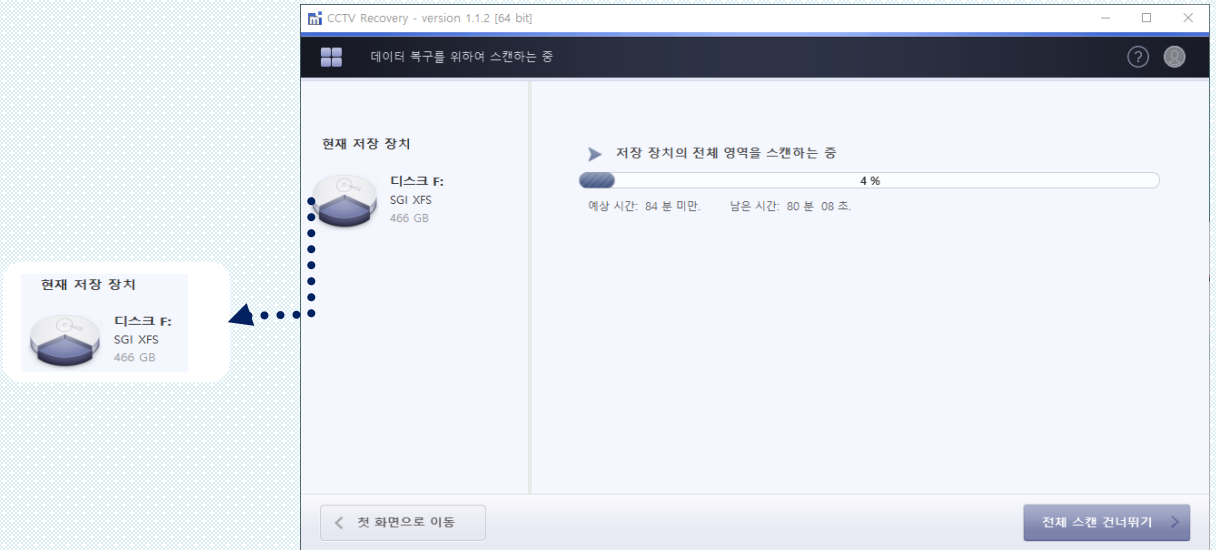 CCTV Recovery - version 1.1.2 [64 bit]
데이터 복구를 위하여 스캔하는 중
?
현재 저장 장치
디스크 F:
SGI XFS
466 GB
저장 장치의 전체 영역을 스캔하는 중
4 %
예상 시간: 84 분 미만. 남은 시간: 80 분 08 초.
현재 저장 장치
디스크 F:
SGI XFS
466 GB
첫 화면으로 이동
전체 스캔 건너뛰기